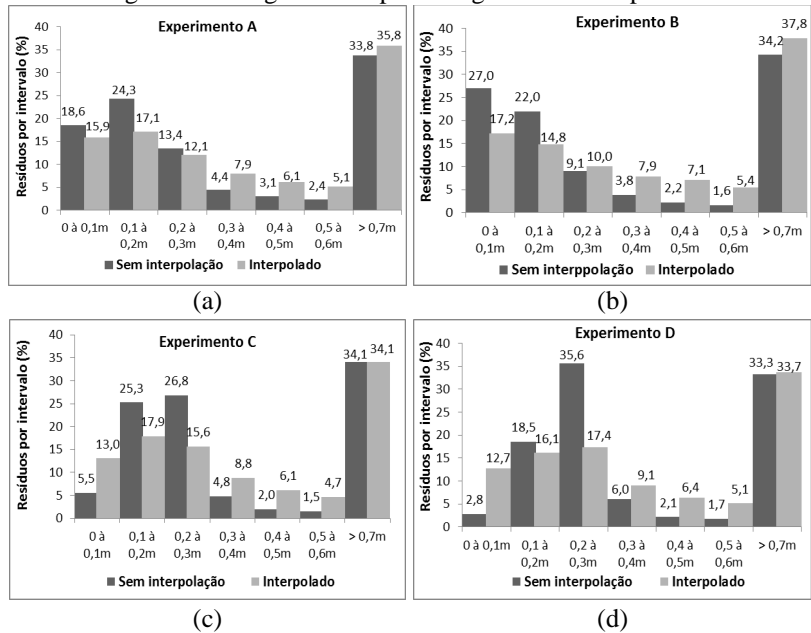 Experimento A
Resíduos por intervalo (%)
40
35
30
25
20
15
10
5
0
18,6
15,9
24,3
17,1
13,4
12,1
4,4
7,9
3,1
6,1
2,4
5,1
33,8
35,8
0 à 0,1m
0,1 à 0,2m
0,2 à 0,3m
0,3 à 0,4m
0,4 à 0,5m
0,5 à 0,6m
> 0,7m
Sem interpolação Interpolado
(a)
Experimento B
Resíduos por intervalo (%)
40
35
30
25
20
15
10
5
0
27,0
17,2
22,0
14,8
9,1
10,0
3,8
7,9
2,2
7,1
1,6
5,4
34,2
37,8
0 à 0,1m
0,1 à 0,2m
0,2 à 0,3m
0,3 à 0,4m
0,4 à 0,5m
0,5 à 0,6m
> 0,7m
Sem interppolação Interpolado
(b)
Experimento C
Resíduos por intervalo (%)
40
35
30
25
20
15
10
5
0
5,5
13,0
25,3
17,9
26,8
15,6
4,8
8,8
2,0
6,1
1,5
4,7
34,1
34,1
0 à 0,1m
0,1 à 0,2m
0,2 à 0,3m
0,3 à 0,4m
0,4 à 0,5m
0,5 à 0,6m
> 0,7m
Sem interpolação Interpolado
(c)
Experimento D
Resíduos por intervalo (%)
40
35
30
25
20
15
10
5
0
2,8
12,7
18,5
16,1
35,6
17,4
6,0
9,1
2,1
6,4
1,7
5,1
33,3
33,7
0 à 0,1m
0,1 à 0,2m
0,2 à 0,3m
0,3 à 0,4m
0,4 à 0,5m
0,5 à 0,6m
> 0,7m
Sem interpolação Interpolado
(d)